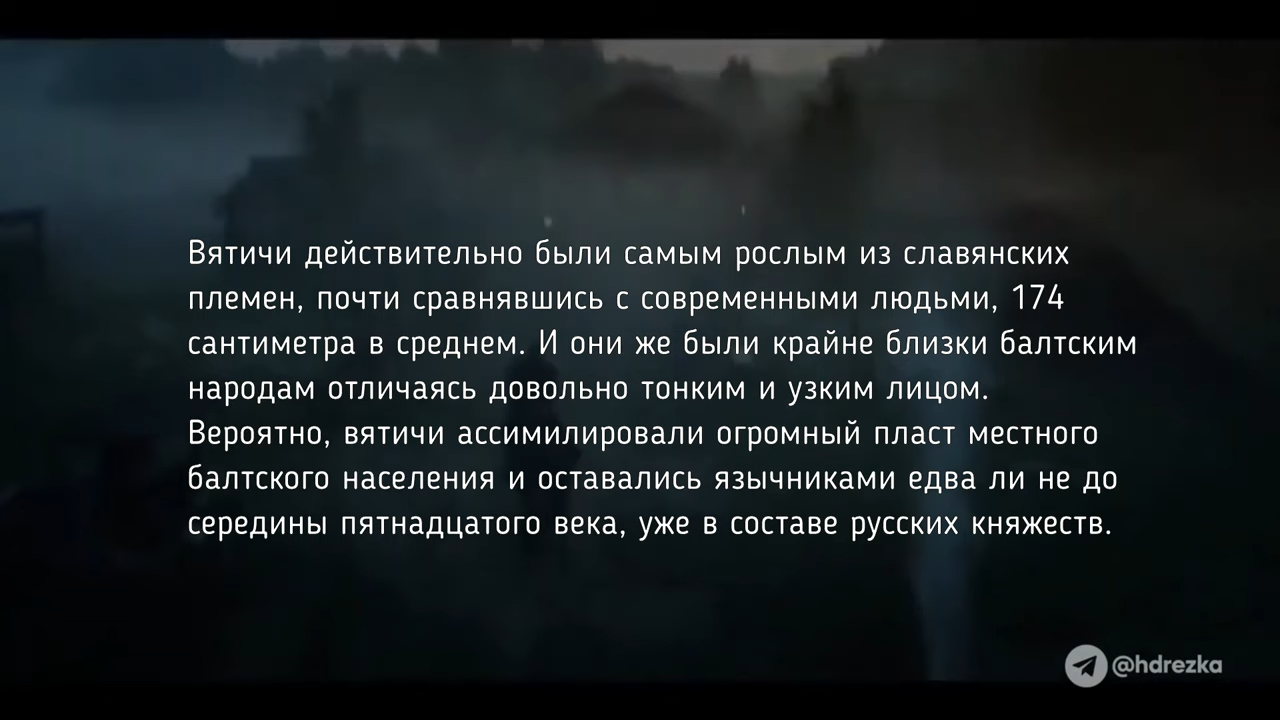 Вятичи действительно были самым рослым из славянских
племен, почти сравнявшись с современными людьми, 174
сантиметра в среднем. И они же были крайне близки балтским
народам отличаясь довольно тонким и узким лицом.
Вероятно, вятичи ассимилировали огромный пласт местного
балтского населения и оставались язычниками едва ли не до
середины пятнадцатого века, уже в составе русских княжеств.
@hdrezka